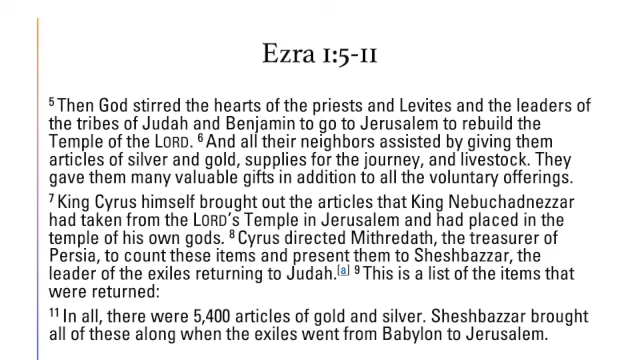 Ezra 1:5-11
5 Then God stirred the hearts of the priests and Levites and the leaders of
the tribes of Judah and Benjamin to go to Jerusalem to rebuild the
Temple of the LORD. 6 And all their neighbors assisted by giving them
articles of silver and gold, supplies for the journey, and livestock. They
gave them many valuable gifts in addition to all the voluntary offerings.
7 King Cyrus himself brought out the articles that King Nebuchadnezzar
had taken from the LORD’s Temple in Jerusalem and had placed in the
temple of his own gods. 8 Cyrus directed Mithredath, the treasurer of
Persia, to count these items and present them to Sheshbazzar, the
leader of the exiles returning to Judah.[a] 9 This is a list of the items that
were returned:
11 In all, there were 5,400 articles of gold and silver. Sheshbazzar brought
all of these along when the exiles went from Babylon to Jerusalem.